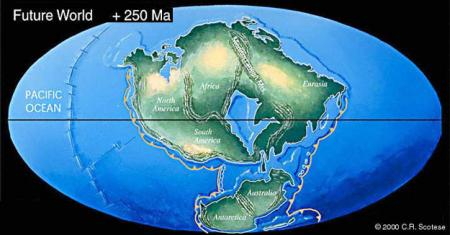 Future World + 250 Ma
Africa
Eurasia
PACIFIC
OCEAN
North
America
South
America
Australia
Antarctica
© 2000 C.R. Scotese